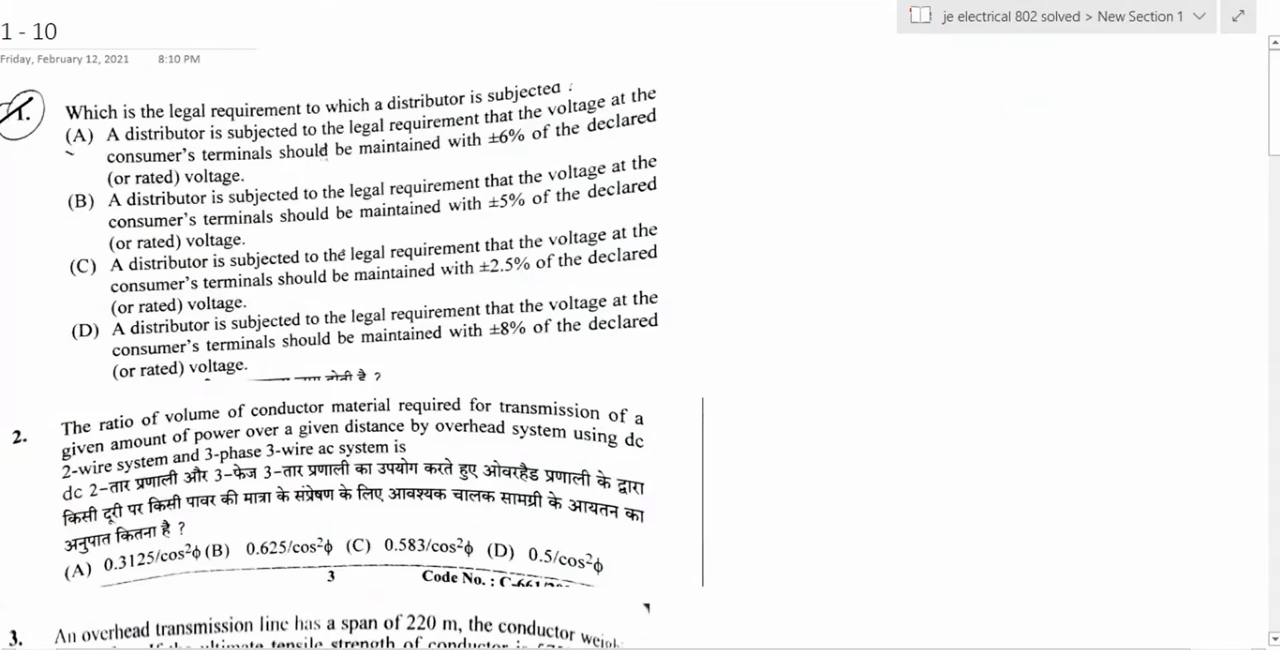 je electrical 802 solved > New Section 1
1 - 10
Friday, February 12, 2021 8:10 PM
1. Which is the legal requirement to which a distributor is subjected :
(A) A distributor is subjected to the legal requirement that the voltage at the
consumer's terminals should be maintained with ±6% of the declared
(or rated) voltage.
(B) A distributor is subjected to the legal requirement that the voltage at the
consumer's terminals should be maintained with ±5% of the declared
(or rated) voltage.
(C) A distributor is subjected to the legal requirement that the voltage at the
consumer's terminals should be maintained with ±2.5% of the declared
(or rated) voltage.
(D) A distributor is subjected to the legal requirement that the voltage at the
consumer's terminals should be maintained with ±8% of the declared
(or rated) voltage.
होती है ?
2. The ratio of volume of conductor material required for transmission of a
given amount of power over a given distance by overhead system using dc
2-wire system and 3-phase 3-wire ac system is
dc 2-तार प्रणाली और 3-फेज 3-तार प्रणाली का उपयोग करते हुए ओवरहैड प्रणाली के द्वारा
किसी दूरी पर किसी पावर की मात्रा के संप्रेषण के लिए आवश्यक चालक सामग्री के आयतन का
अनुपात कितना है ?
(A) 0.3125/cos²ϕ (B) 0.625/cos²ϕ (C) 0.583/cos²ϕ (D) 0.5/cos²ϕ
3 Code No. :
3. An overhead transmission line has a span of 220 m, the conductor
tensile strength of conductor